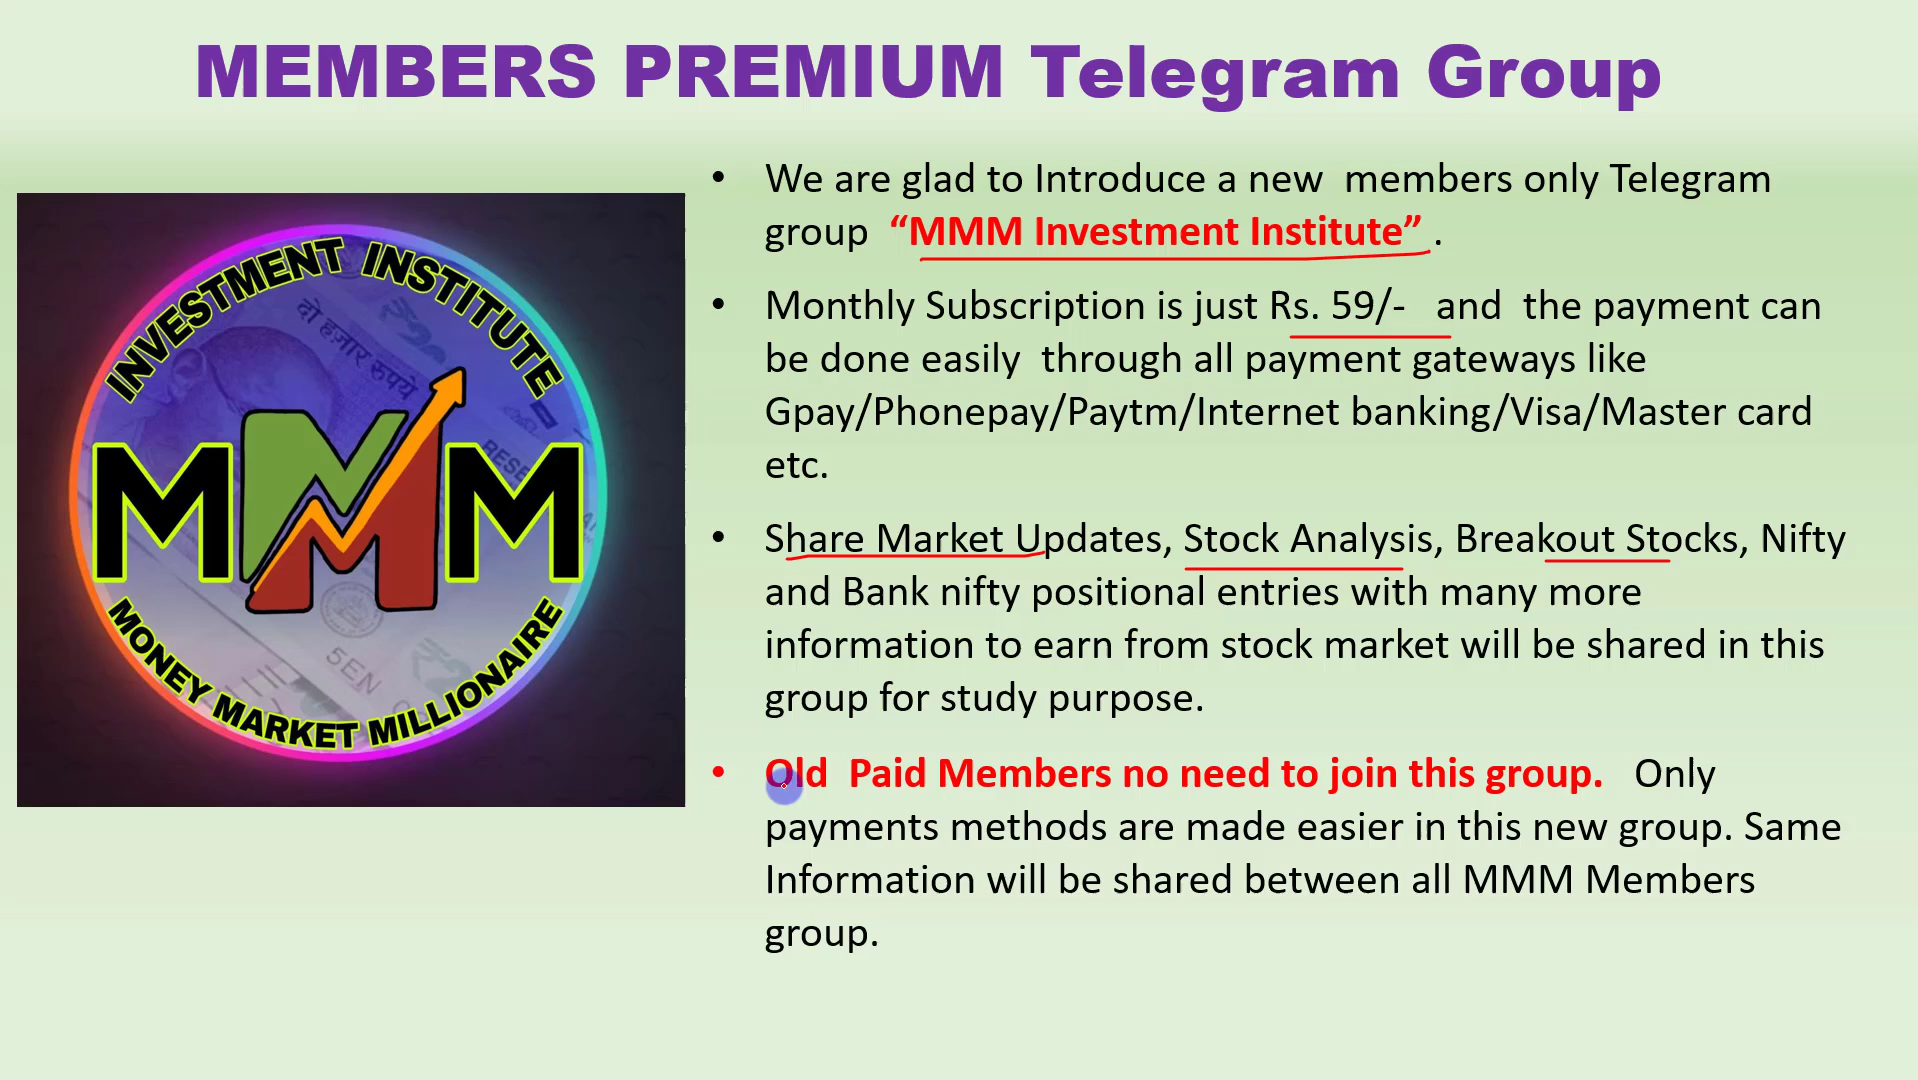 MEMBERS PREMIUM Telegram Group
INVESTMENT INSTITUTE
दो हज़ार रुपये
RESE
MNM
M
5EN
MONEY MARKET MILLIONAIRE
• We are glad to Introduce a new members only Telegram
group “MMM Investment Institute” .
• Monthly Subscription is just Rs. 59/- and the payment can
be done easily through all payment gateways like
Gpay/Phonepay/Paytm/Internet banking/Visa/Master card
etc.
• Share Market Updates, Stock Analysis, Breakout Stocks, Nifty
and Bank nifty positional entries with many more
information to earn from stock market will be shared in this
group for study purpose.
• Old Paid Members no need to join this group. Only
payments methods are made easier in this new group. Same
Information will be shared between all MMM Members
group.